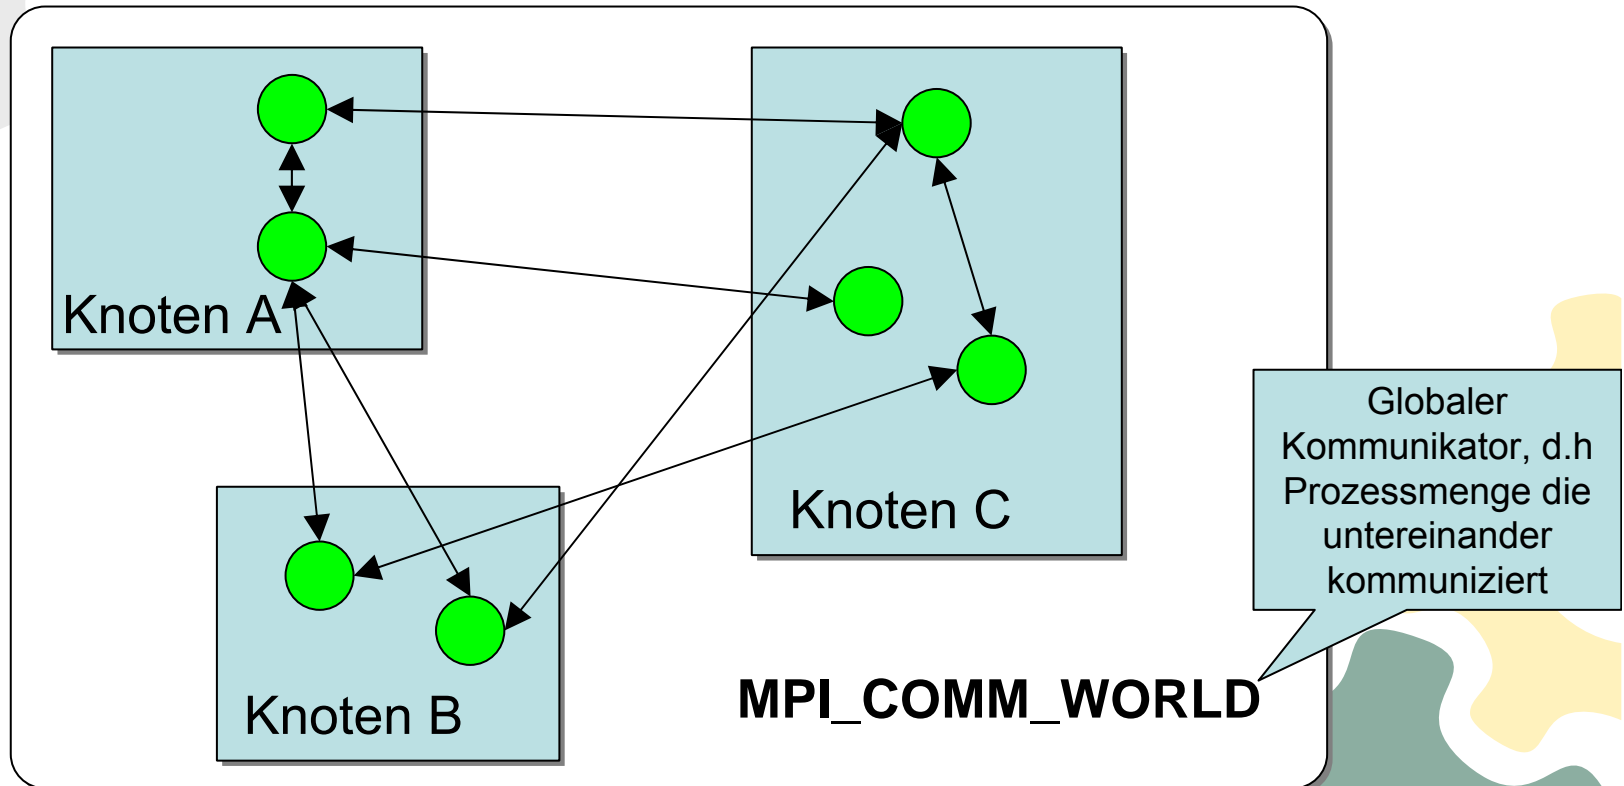 Knoten A
Knoten C
Knoten B
MPI_COMM_WORLD
Globaler
Kommunikator, d.h
Prozessmenge die
untereinander
kommuniziert